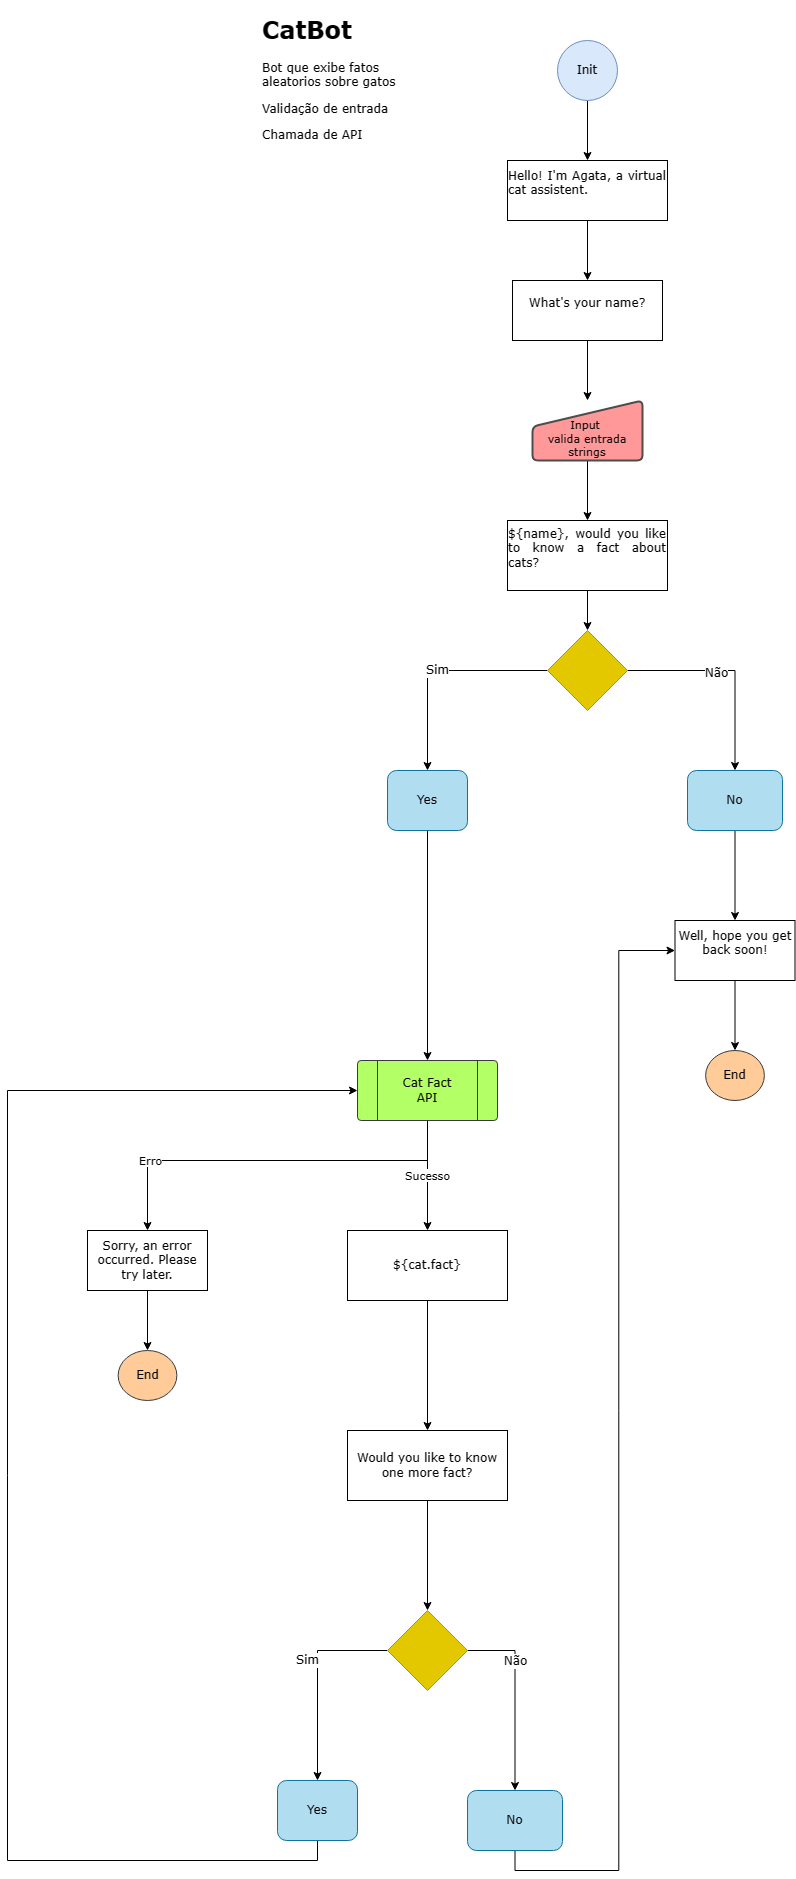 CatBot
Bot que exibe fatos
aleatorios sobre gatos
Validação de entrada
Chamada de API
Init
Hello! I'm Agata, a virtual
cat assistent.
What's your name?
Input
valida entrada
strings
${name}, would you like
to know a fact about
cats?
Sim
Não
Yes
No
Well, hope you get
back soon!
End
Cat Fact
API
Erro
Sucesso
Sorry, an error
occurred. Please
try later.
${cat.fact}
End
Would you like to know
one more fact?
Sim
Não
Yes
No